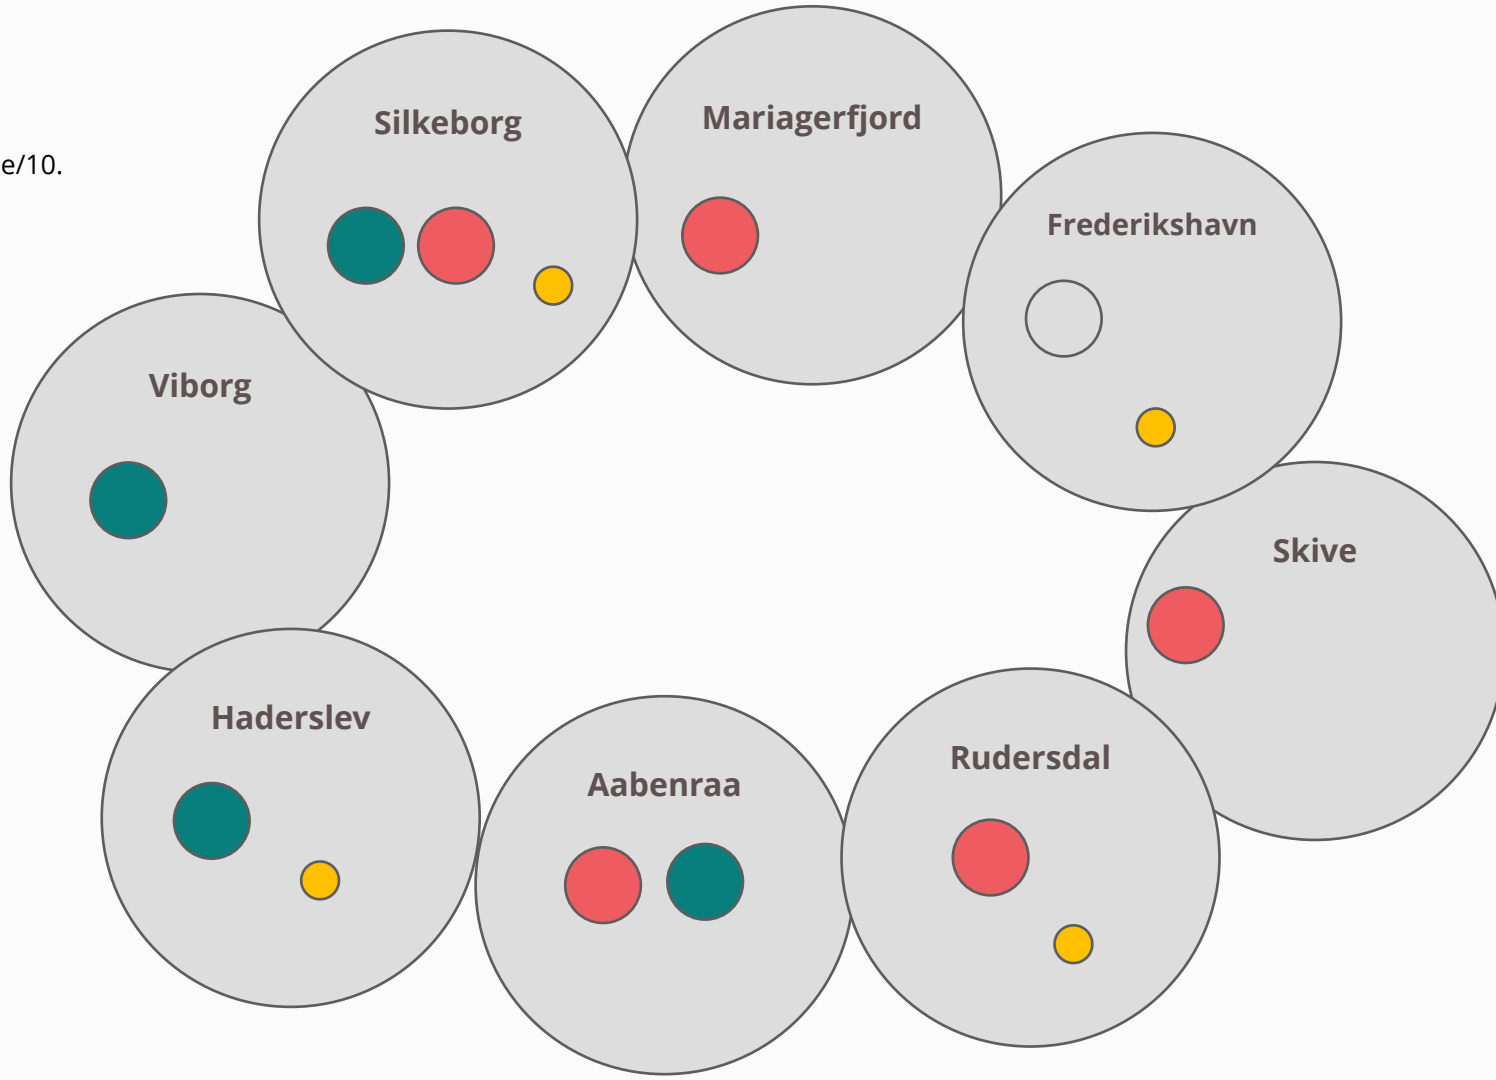 Mariagerfjord
Silkeborg
e/10.
Frederikshavn
Viborg
Skive
Haderslev
Rudersdal
Aabenraa